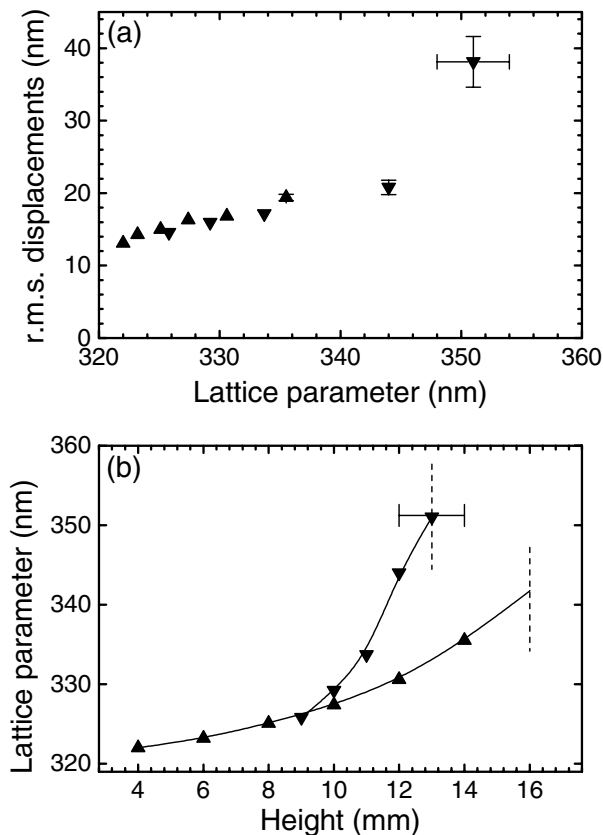 (a)
r.m.s. displacements (nm)
40
30
20
10
0
320 330 340 350 360
Lattice parameter (nm)
(b)
Lattice parameter (nm)
360
350
340
330
320
4 6 8 10 12 14 16
Height (mm)